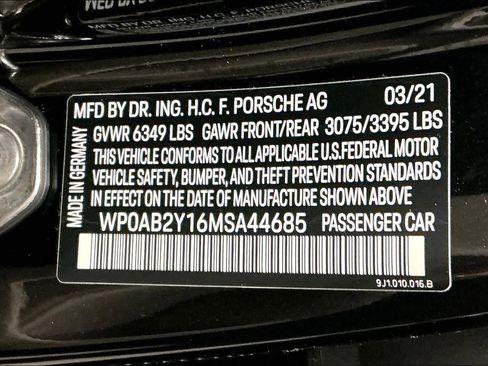 MFD BY DR. ING. H.C. F. PORSCHE AG 03/21
GVWR 6349 LBS GAWR FRONT/REAR 3075/3395 LBS
THIS VEHICLE CONFORMS TO ALL APPLICABLE U.S.FEDERAL MOTOR
VEHICLE SAFETY, BUMPER, AND THEFT PREVENTION STANDARDS
IN EFFECT ON THE DATE OF MANUFACTURE SHOWN ABOVE.
WP0AB2Y16MSA44685 PASSENGER CAR
9J1.010.016.B
MADE IN GERMANY